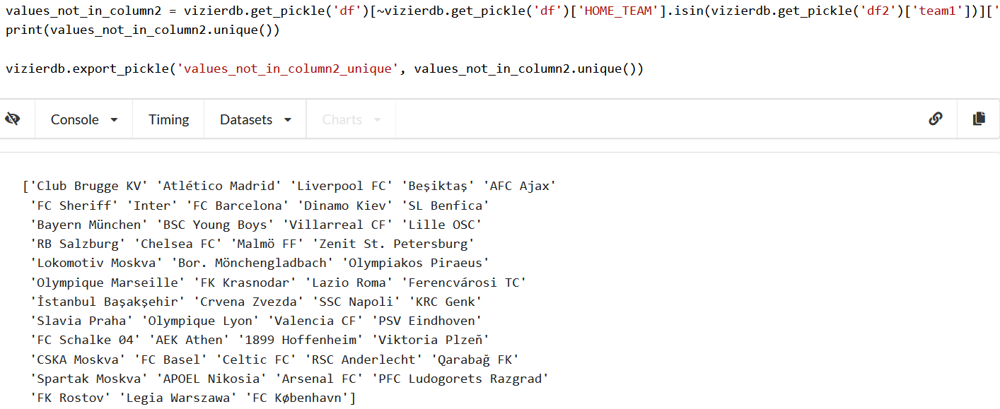 values_not_in_column2 = vizierdb.get_pickle('df')[~vizierdb.get_pickle('df')['HOME_TEAM'].isin(vizierdb.get_pickle('df2')['team1'])]['
print(values_not_in_column2.unique())
vizierdb.export_pickle('values_not_in_column2_unique', values_not_in_column2.unique())
Console Timing Datasets Charts
['Club Brugge KV' 'Atlético Madrid' 'Liverpool FC' 'Beşiktaş' 'AFC Ajax'
'FC Sheriff' 'Inter' 'FC Barcelona' 'Dinamo Kiev' 'SL Benfica'
'Bayern München' 'BSC Young Boys' 'Villarreal CF' 'Lille OSC'
'RB Salzburg' 'Chelsea FC' 'Malmö FF' 'Zenit St. Petersburg'
'Lokomotiv Moskva' 'Bor. Mönchengladbach' 'Olympiakos Piraeus'
'Olympique Marseille' 'FK Krasnodar' 'Lazio Roma' 'Ferencvárosi TC'
'İstanbul Başakşehir' 'Crvena Zvezda' 'SSC Napoli' 'KRC Genk'
'Slavia Praha' 'Olympique Lyon' 'Valencia CF' 'PSV Eindhoven'
'FC Schalke 04' 'AEK Athen' '1899 Hoffenheim' 'Viktoria Plzeň'
'CSKA Moskva' 'FC Basel' 'Celtic FC' 'RSC Anderlecht' 'Qarabağ FK'
'Spartak Moskva' 'APOEL Nikosia' 'Arsenal FC' 'PFC Ludogorets Razgrad'
'FK Rostov' 'Legia Warszawa' 'FC København']